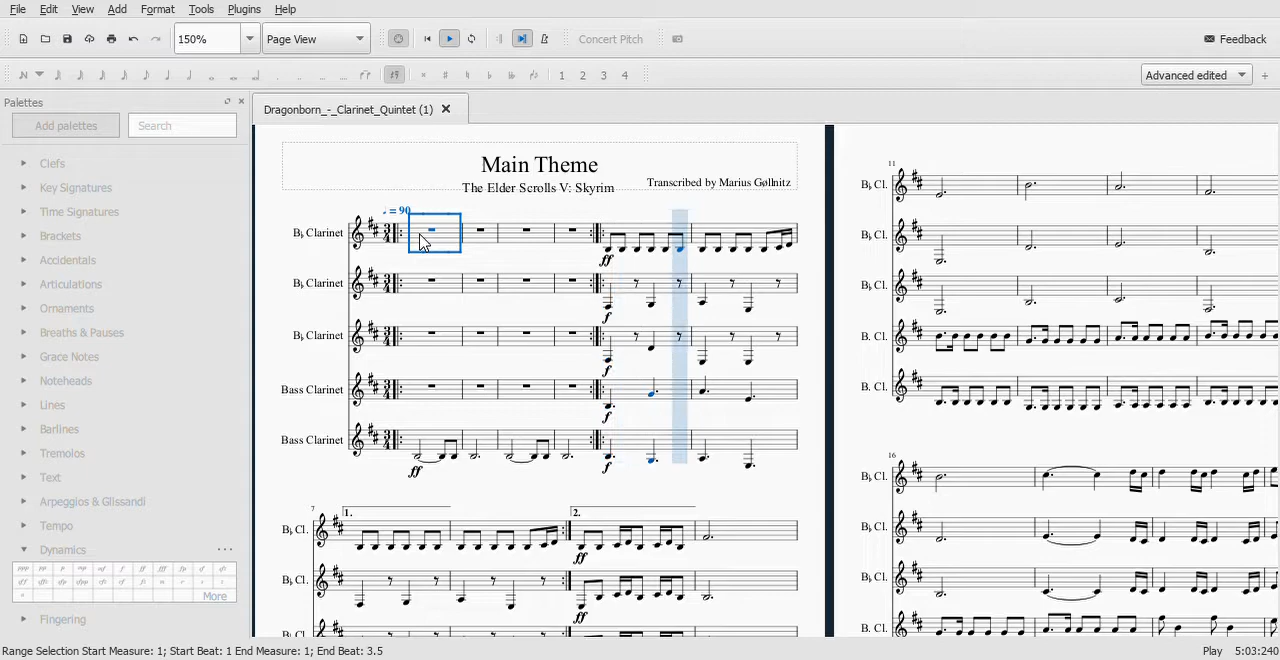 File Edit View Add Format Tools Plugins Help
150% Page View Concert Pitch Feedback
1 2 3 4 Advanced edited
Palettes
Add palettes Search
Clefs
Key Signatures
Time Signatures
Brackets
Accidentals
Articulations
Ornaments
Breaths & Pauses
Grace Notes
Noteheads
Lines
Barlines
Tremolos
Text
Arpeggios & Glissandi
Tempo
Dynamics
More
Fingering
Dragonborn_-_Clarinet_Quintet (1)
Main Theme
The Elder Scrolls V: Skyrim
Transcribed by Marius Gøllnitz
♩ = 90
B♭ Clarinet
ff
B♭ Clarinet
f
B♭ Clarinet
f
Bass Clarinet
f
Bass Clarinet
ff f
7 1. 2.
B♭ Cl.
ff
B♭ Cl.
ff
B♭ Cl.
11
B♭ Cl.
B♭ Cl.
B♭ Cl.
B. Cl.
B. Cl.
16
B♭ Cl.
B♭ Cl.
B♭ Cl.
B. Cl.
Range Selection Start Measure: 1; Start Beat: 1 End Measure: 1; End Beat: 3.5
Play 5:03:240